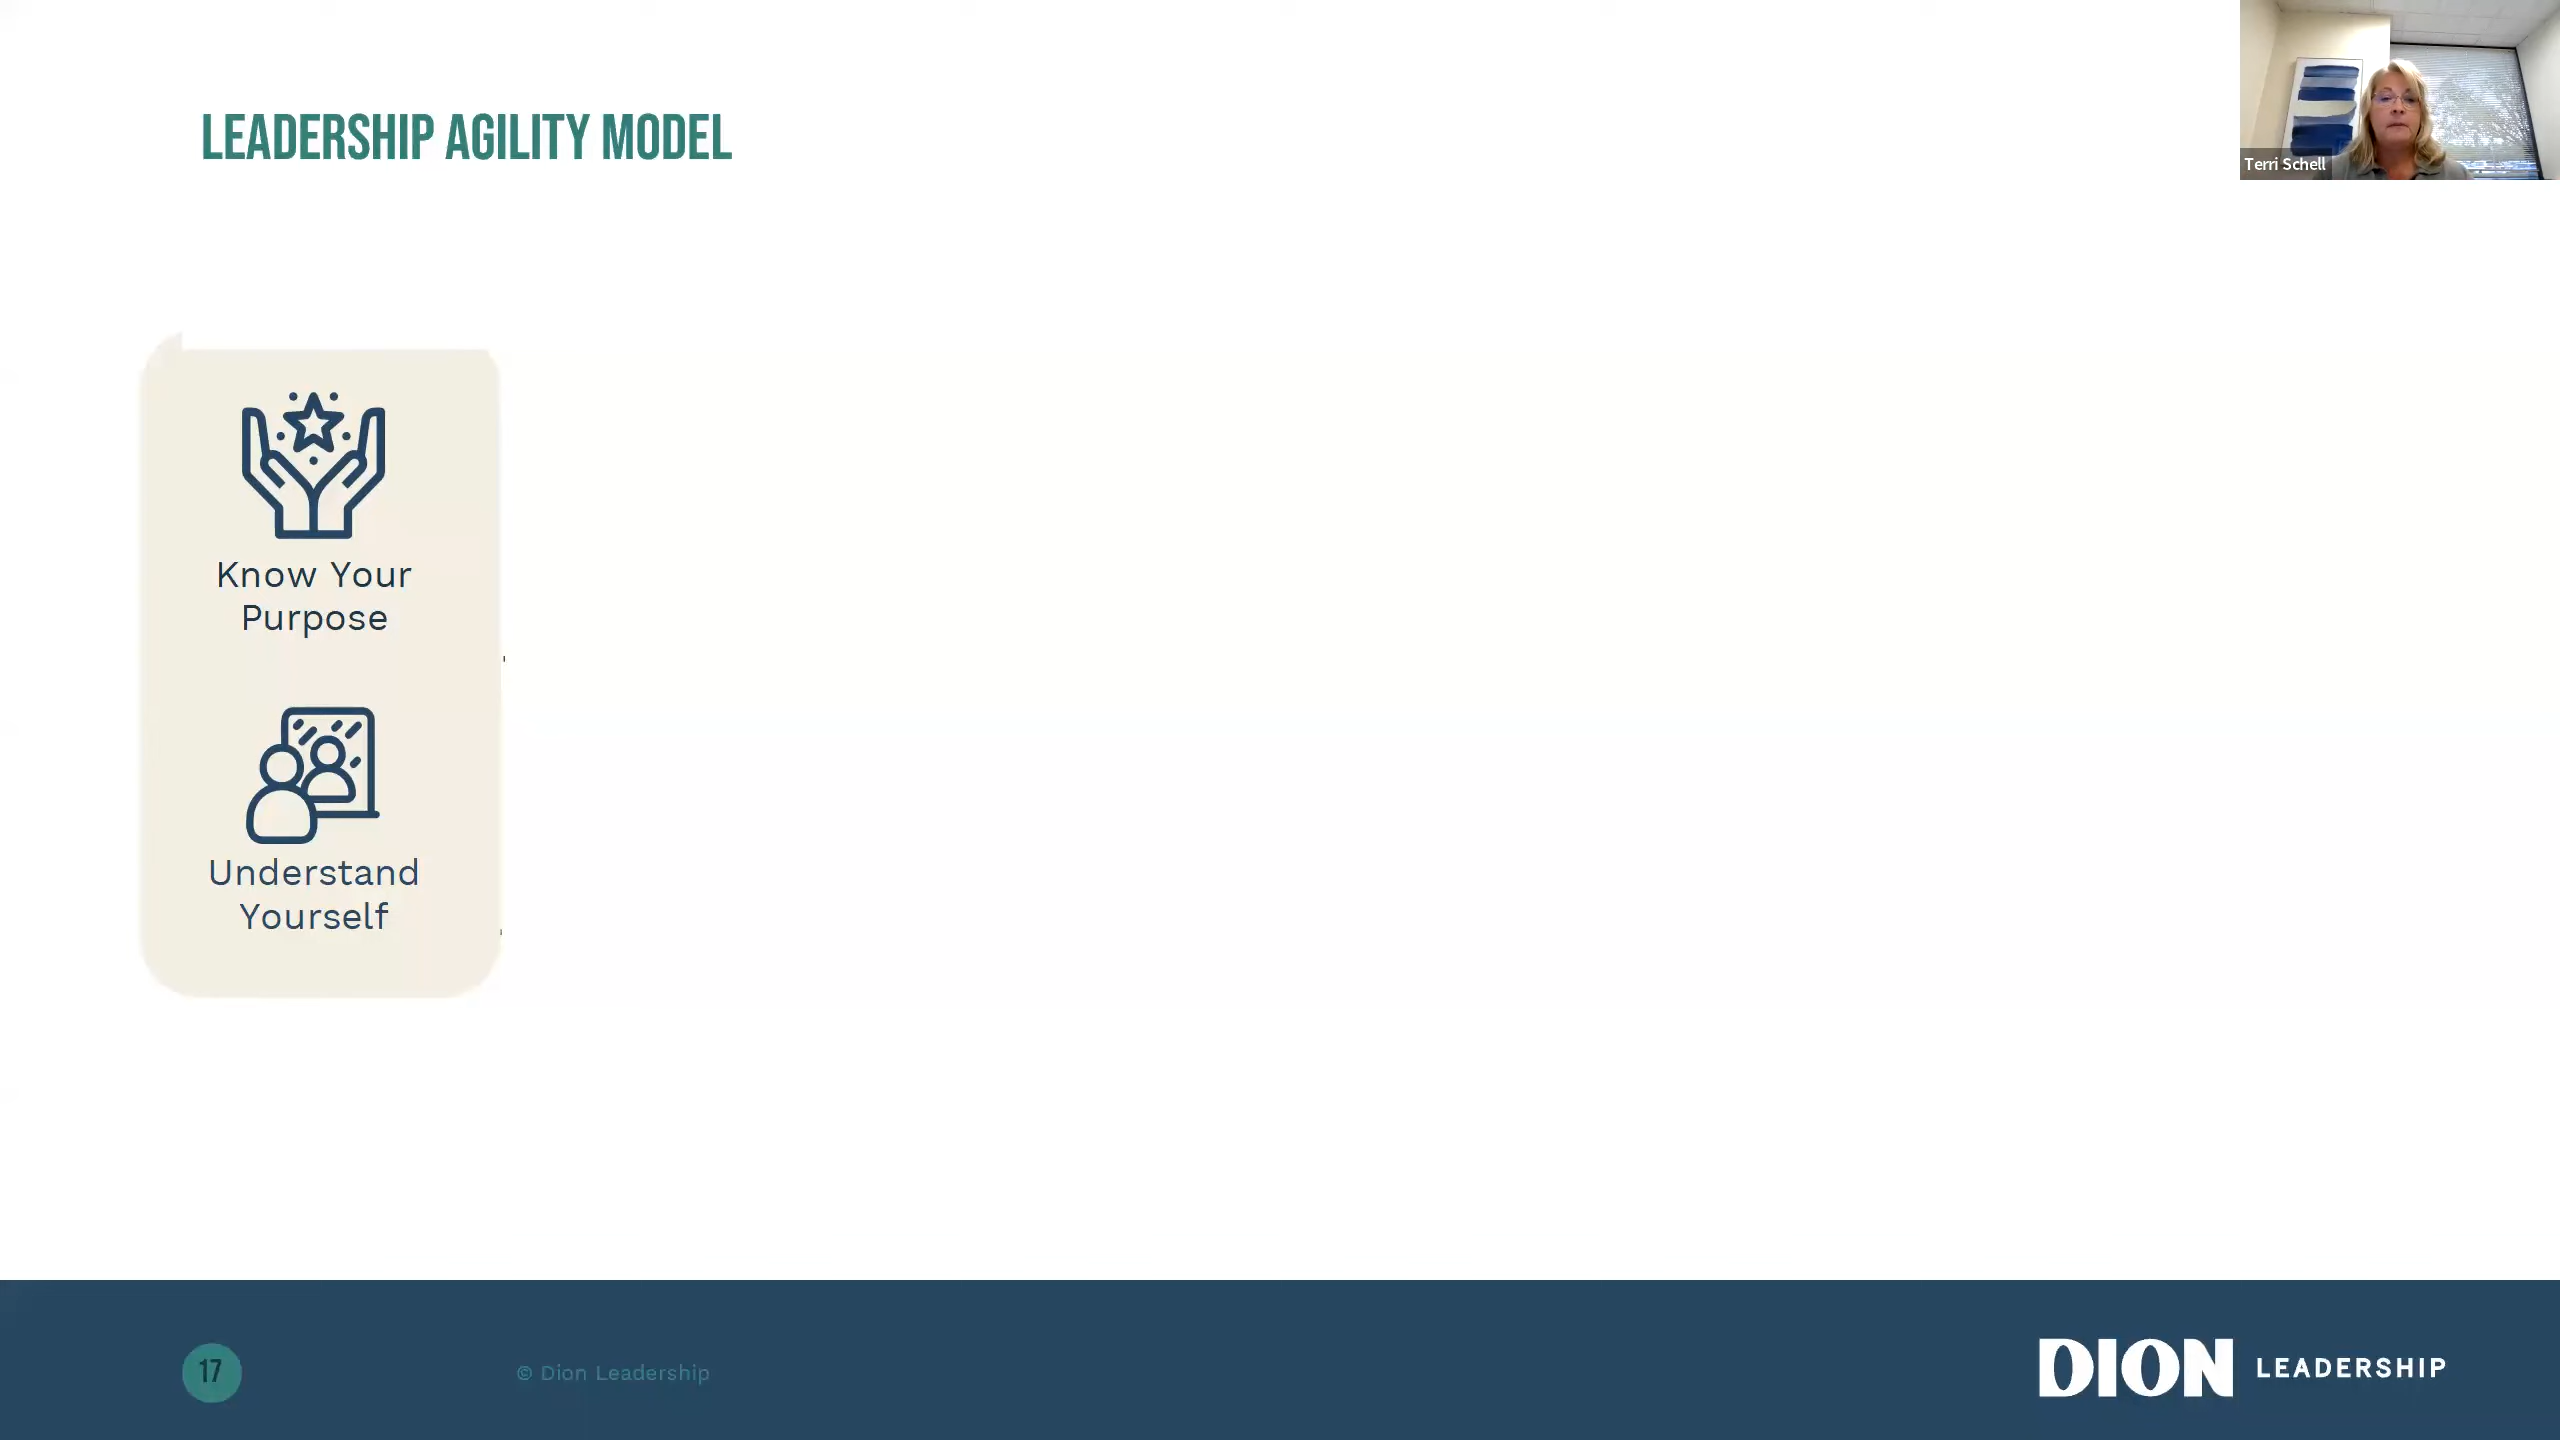 LEADERSHIP AGILITY MODEL
Terri Schell
Know Your
Purpose
Understand
Yourself
17
© Dion Leadership
DION LEADERSHIP